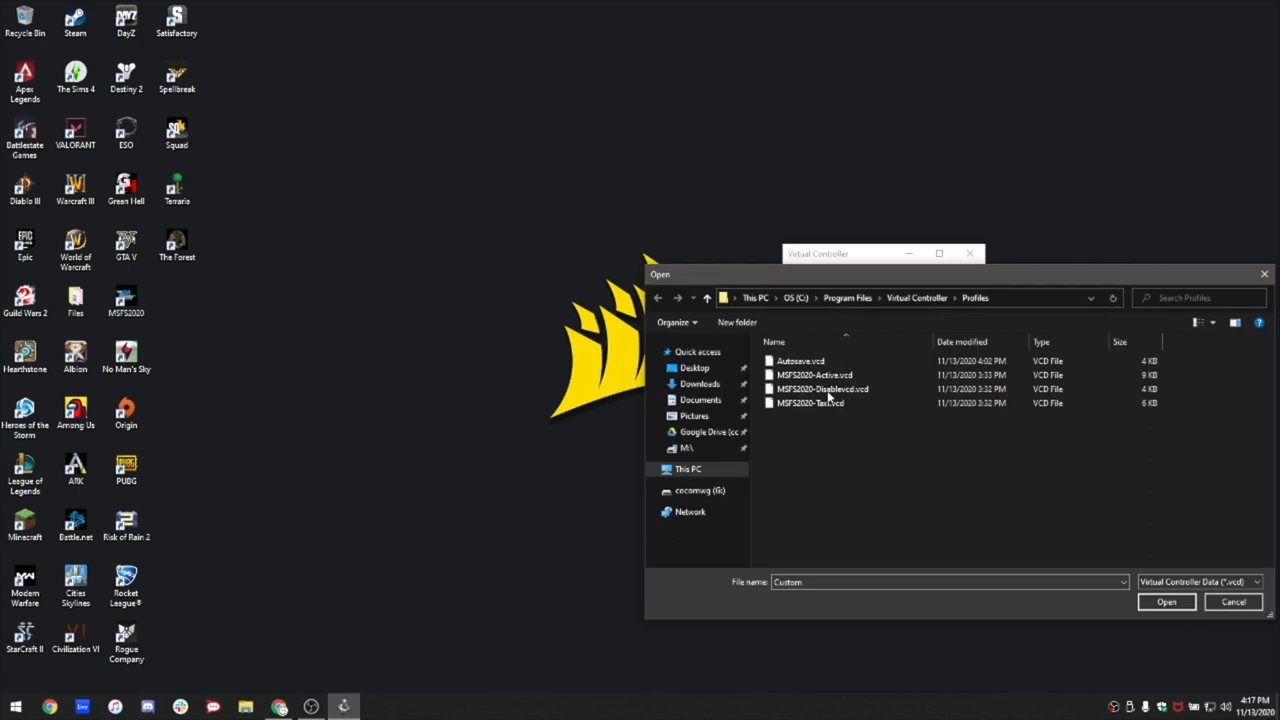 Recycle Bin
Steam
DayZ
Satisfactory
Apex
Legends
The Sims 4
Destiny 2
Spellbreak
Battlestate
Games
VALORANT
ESO
Squad
Diablo III
Warcraft III
Green Hell
Terraria
Epic
World of
Warcraft
GTA V
The Forest
Guild Wars 2
Files
MSFS2020
Hearthstone
Albion
No Man's Sky
Heroes of the
Storm
Among Us
Origin
League of
Legends
ARK
PUBG
Minecraft
Battle.net
Risk of Rain 2
Modern
Warfare
Cities
Skylines
Rocket
League®
StarCraft II
Civilization VI
Rogue
Company
Virtual Controller
Open
This PC > OS (C:) > Program Files > Virtual Controller > Profiles
Search Profiles
Organize
New folder
Name
Date modified
Type
Size
Quick access
Desktop
Downloads
Documents
Pictures
Google Drive (cc
M:\
This PC
cocomwg (G:)
Network
Autosave.vcd 11/13/2020 4:02 PM VCD File 4 KB
MSFS2020-Active.vcd 11/13/2020 3:33 PM VCD File 9 KB
MSFS2020-Disablevcd.vcd 11/13/2020 3:32 PM VCD File 4 KB
MSFS2020-Taxi.vcd 11/13/2020 3:32 PM VCD File 6 KB
File name: Custom
Virtual Controller Data (*.vcd)
Open
Cancel
4:17 PM
11/13/2020